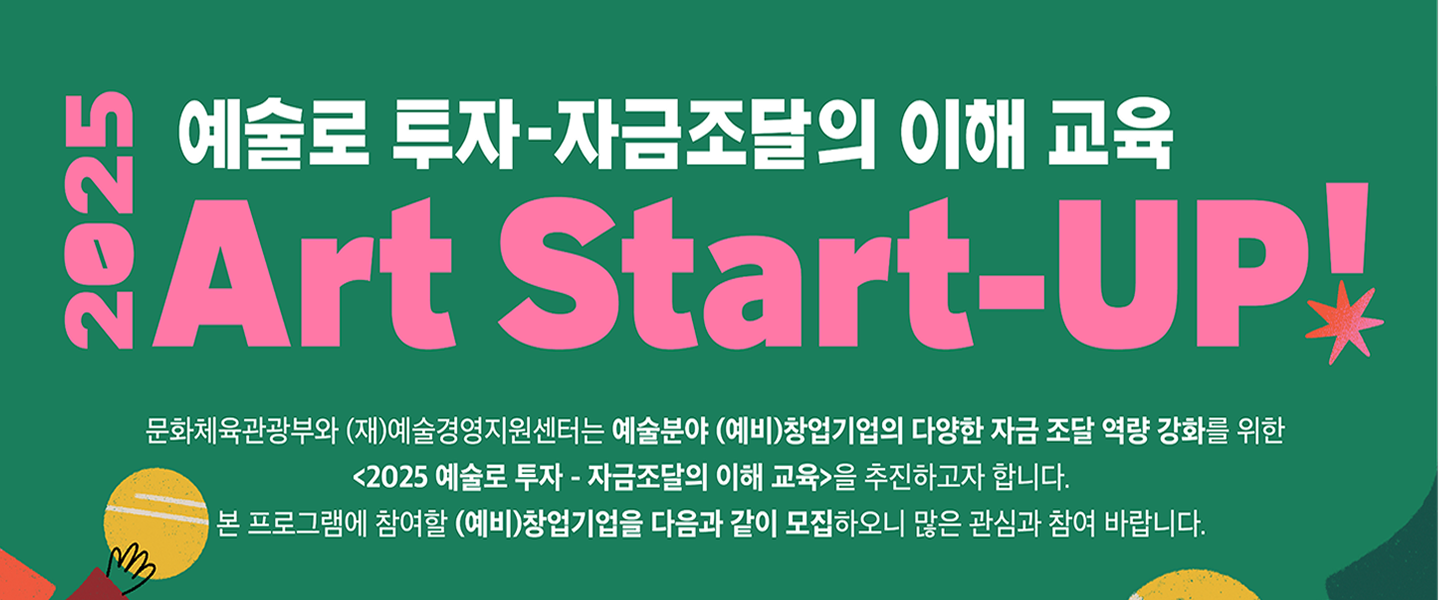 2025
예술로 투자-자금조달의 이해 교육
Art Start-UP!
문화체육관광부와 (재)예술경영지원센터는 예술분야 (예비)창업기업의 다양한 자금 조달 역량 강화를 위한
<2025 예술로 투자 - 자금조달의 이해 교육>을 추진하고자 합니다.
본 프로그램에 참여할 (예비)창업기업을 다음과 같이 모집하오니 많은 관심과 참여 바랍니다.